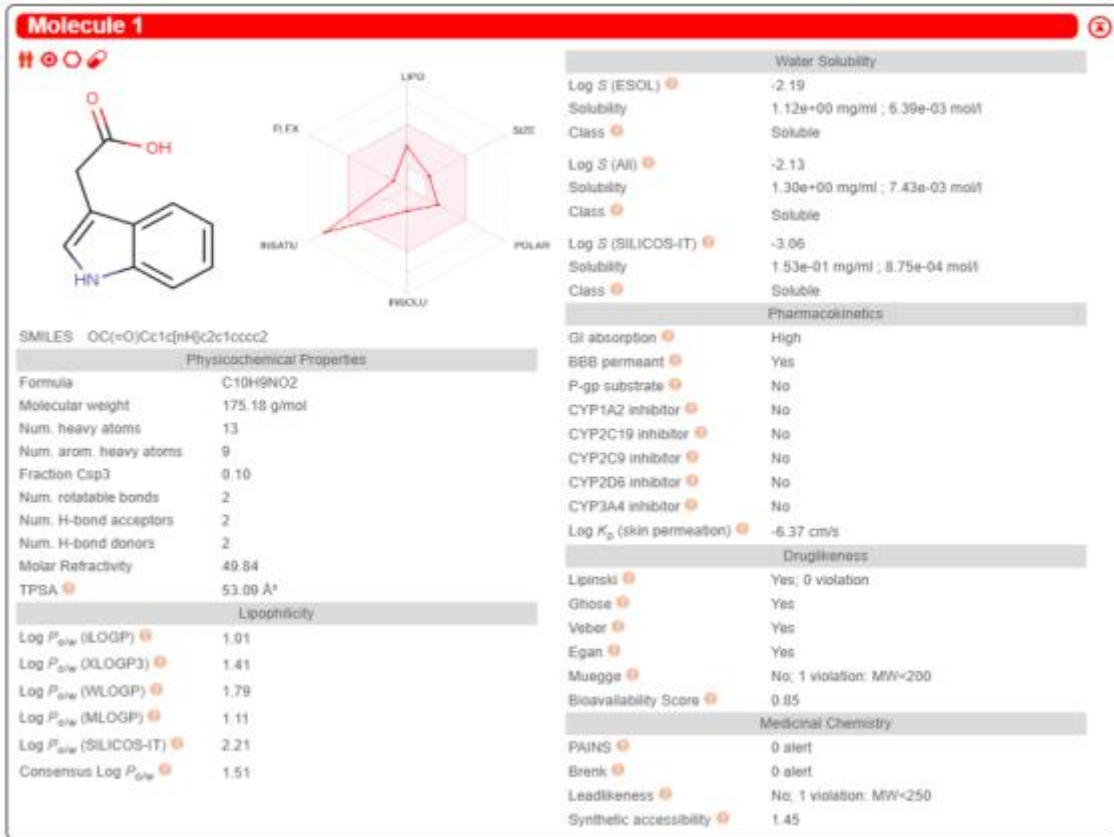 Molecule 1
O
OH
HN
LIPO
FLEX
SIZE
INSATU
POLAR
INSOLU
SMILES OC(=O)Cc1c[nH]c2c1cccc2
Physicochemical Properties
Formula C10H9NO2
Molecular weight 175.18 g/mol
Num. heavy atoms 13
Num. arom. heavy atoms 9
Fraction Csp3 0.10
Num. rotatable bonds 2
Num. H-bond acceptors 2
Num. H-bond donors 2
Molar Refractivity 49.84
TPSA 53.09 Å²
Lipophilicity
Log Po/w (iLOGP) 1.01
Log Po/w (XLOGP3) 1.41
Log Po/w (WLOGP) 1.79
Log Po/w (MLOGP) 1.11
Log Po/w (SILICOS-IT) 2.21
Consensus Log Po/w 1.51
Water Solubility
Log S (ESOL) -2.19
Solubility 1.12e+00 mg/ml ; 6.39e-03 mol/l
Class Soluble
Log S (Ali) -2.13
Solubility 1.30e+00 mg/ml ; 7.43e-03 mol/l
Class Soluble
Log S (SILICOS-IT) -3.06
Solubility 1.53e-01 mg/ml ; 8.75e-04 mol/l
Class Soluble
Pharmacokinetics
GI absorption High
BBB permeant Yes
P-gp substrate No
CYP1A2 inhibitor No
CYP2C19 inhibitor No
CYP2C9 inhibitor No
CYP2D6 inhibitor No
CYP3A4 inhibitor No
Log Kp (skin permeation) -6.37 cm/s
Druglikeness
Lipinski Yes; 0 violation
Ghose Yes
Veber Yes
Egan Yes
Muegge No; 1 violation: MW<200
Bioavailability Score 0.85
Medicinal Chemistry
PAINS 0 alert
Brenk 0 alert
Leadlikeness No; 1 violation: MW<250
Synthetic accessibility 1.45